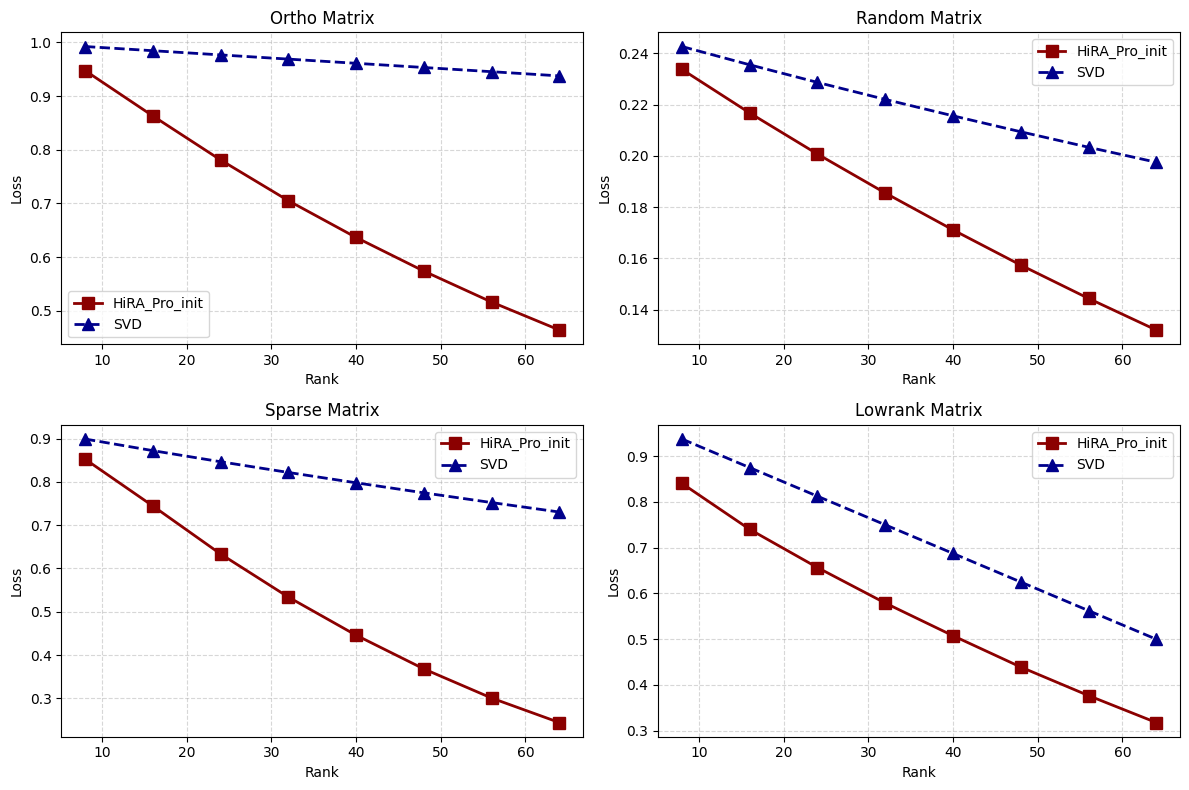 Ortho Matrix
1.0
0.9
0.8
0.7
0.6
0.5
Loss
HiRA_Pro_init
SVD
10 20 30 40 50 60
Rank
Random Matrix
0.24
0.22
0.20
0.18
0.16
0.14
Loss
HiRA_Pro_init
SVD
10 20 30 40 50 60
Rank
Sparse Matrix
0.9
0.8
0.7
0.6
0.5
0.4
0.3
Loss
HiRA_Pro_init
SVD
10 20 30 40 50 60
Rank
Lowrank Matrix
0.9
0.8
0.7
0.6
0.5
0.4
0.3
Loss
HiRA_Pro_init
SVD
10 20 30 40 50 60
Rank